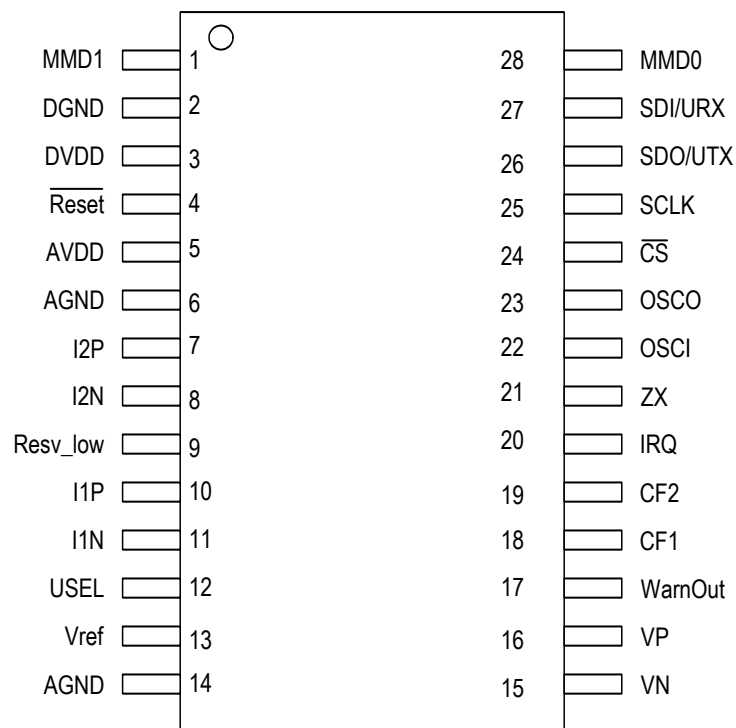 MMD1 1 28 MMD0
DGND 2 27 SDI/URX
DVDD 3 26 SDO/UTX
Reset 4 25 SCLK
AVDD 5 24 CS
AGND 6 23 OSCO
I2P 7 22 OSCI
I2N 8 21 ZX
Resv_low 9 20 IRQ
I1P 10 19 CF2
I1N 11 18 CF1
USEL 12 17 WarnOut
Vref 13 16 VP
AGND 14 15 VN